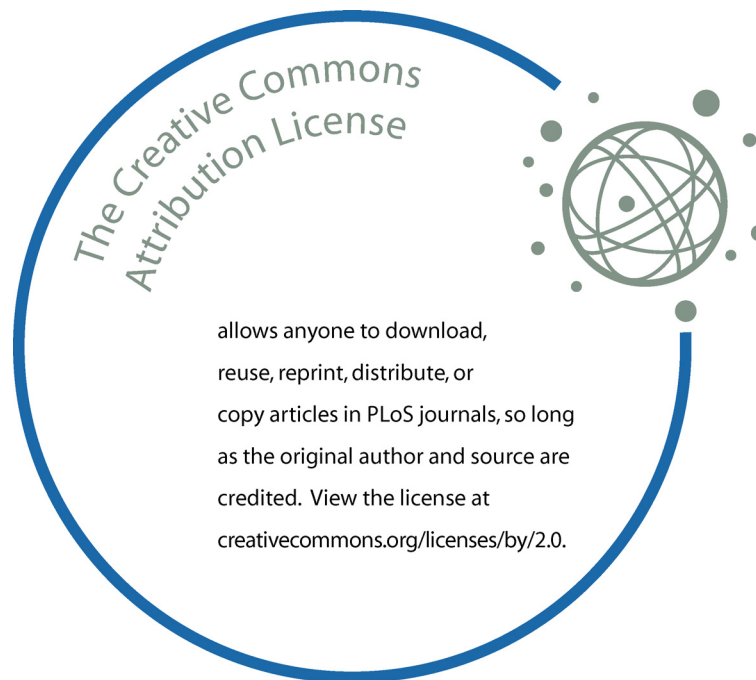 The Creative Commons
Attribution License
allows anyone to download,
reuse, reprint, distribute, or
copy articles in PLoS journals, so long
as the original author and source are
credited.  View the license at
creativecommons.org/licenses/by/2.0.